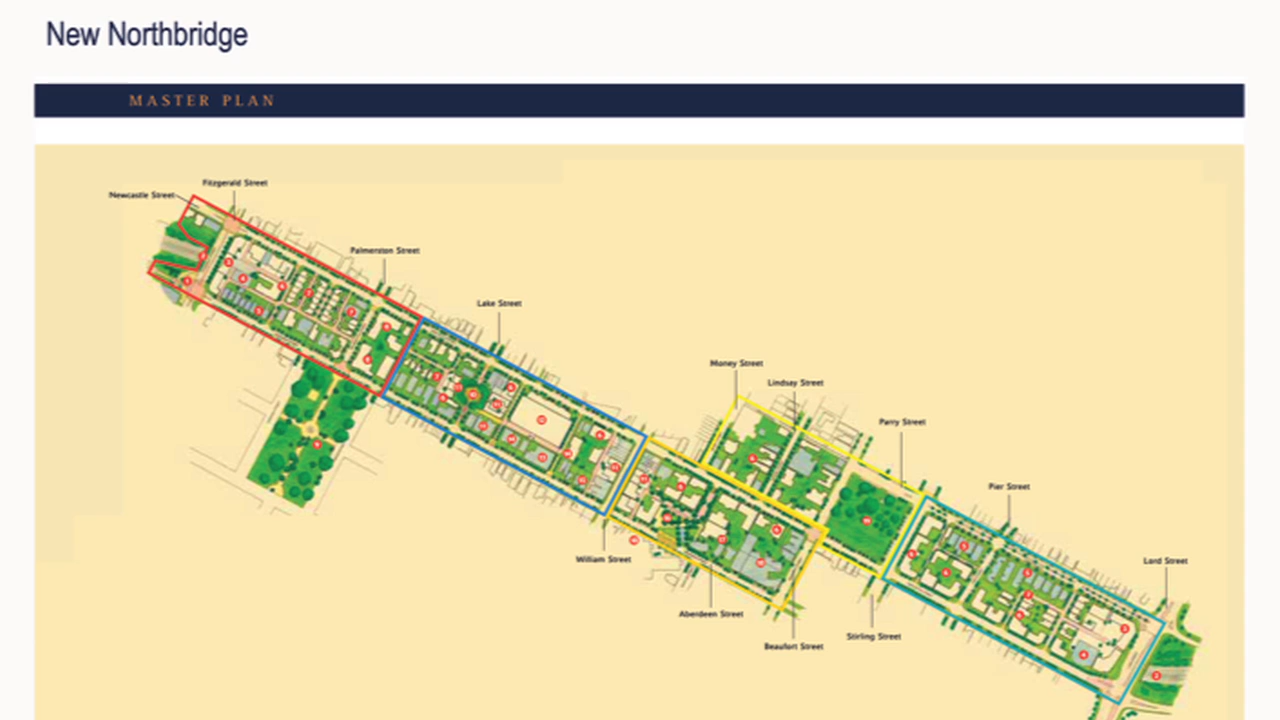 New Northbridge
MASTER PLAN
Fitzgerald Street
Newcastle Street
Palmerston Street
Lake Street
Money Street
Lindsay Street
Parry Street
Pier Street
William Street
Lord Street
Aberdeen Street
Stirling Street
Beaufort Street